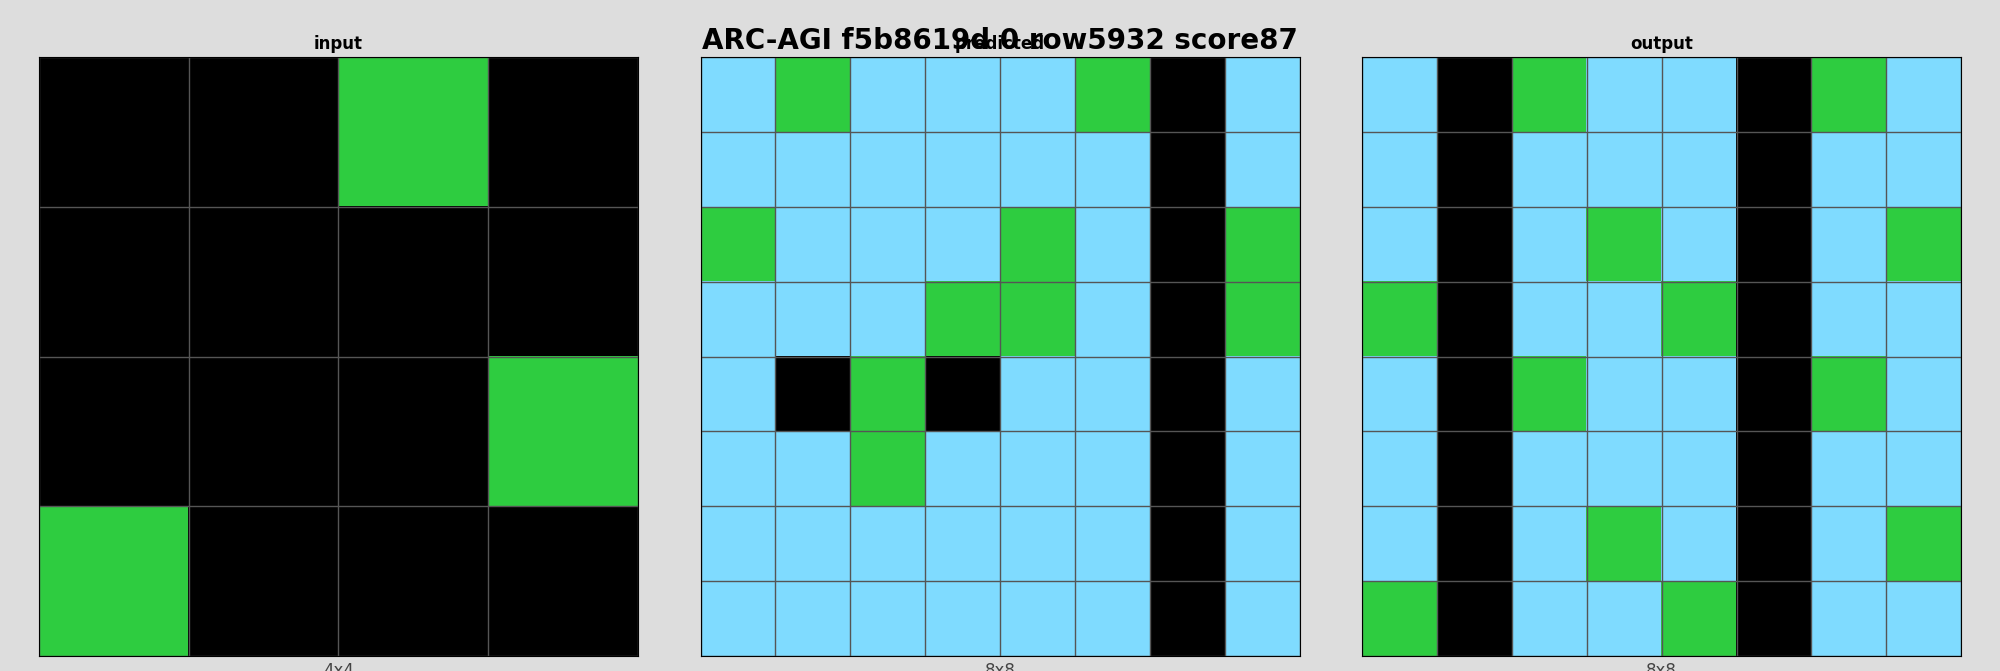 ARC-AGI f5b8619d 0 row5932 score87
input
predicted
output
4x4
8x8
8x8